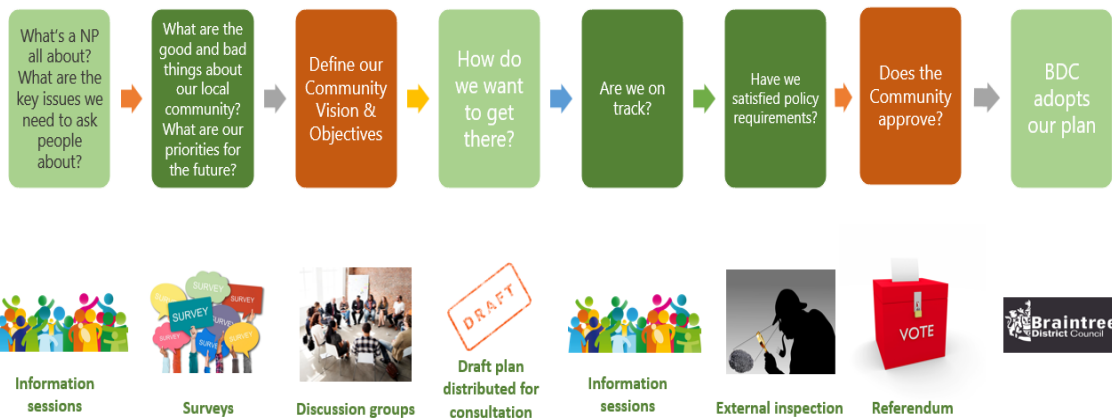 What's a NP
all about?
What are the
key issues we
need to ask
people
about?
What are the
good and bad
things about
our local
community?
What are our
priorities for
the future?
Define our
Community
Vision &
Objectives
How do
we want
to get
there?
Are we on
track?
Have we
satisfied policy
requirements?
Does the
Community
approve?
BDC
adopts
our plan
SURVEY
SURVEY
SURVEY
SURVEY
SURVEY
SURV
DRAFT
VOTE
Braintree
District Council
Information
sessions
Surveys
Discussion groups
Draft plan
distributed for
consultation
Information
sessions
External inspection
Referendum